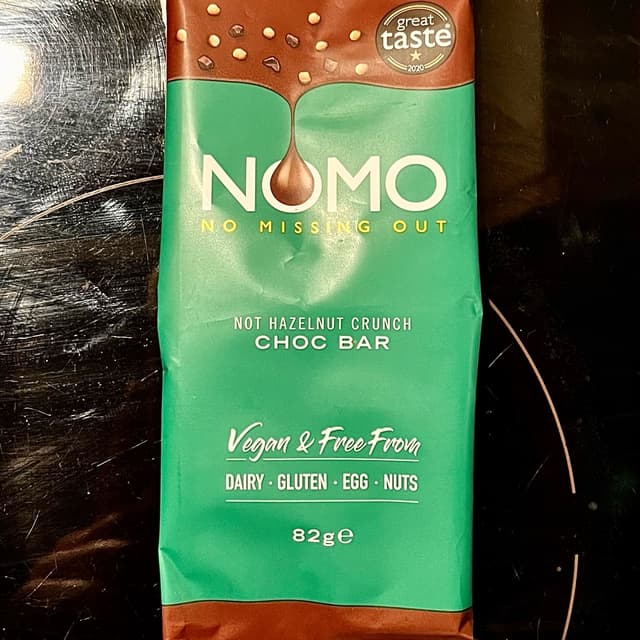 great
taste
2020
NOMO
NO MISSING OUT
NOT HAZELNUT CRUNCH
CHOC BAR
Vegan & Free From
DAIRY · GLUTEN · EGG · NUTS
82g℮